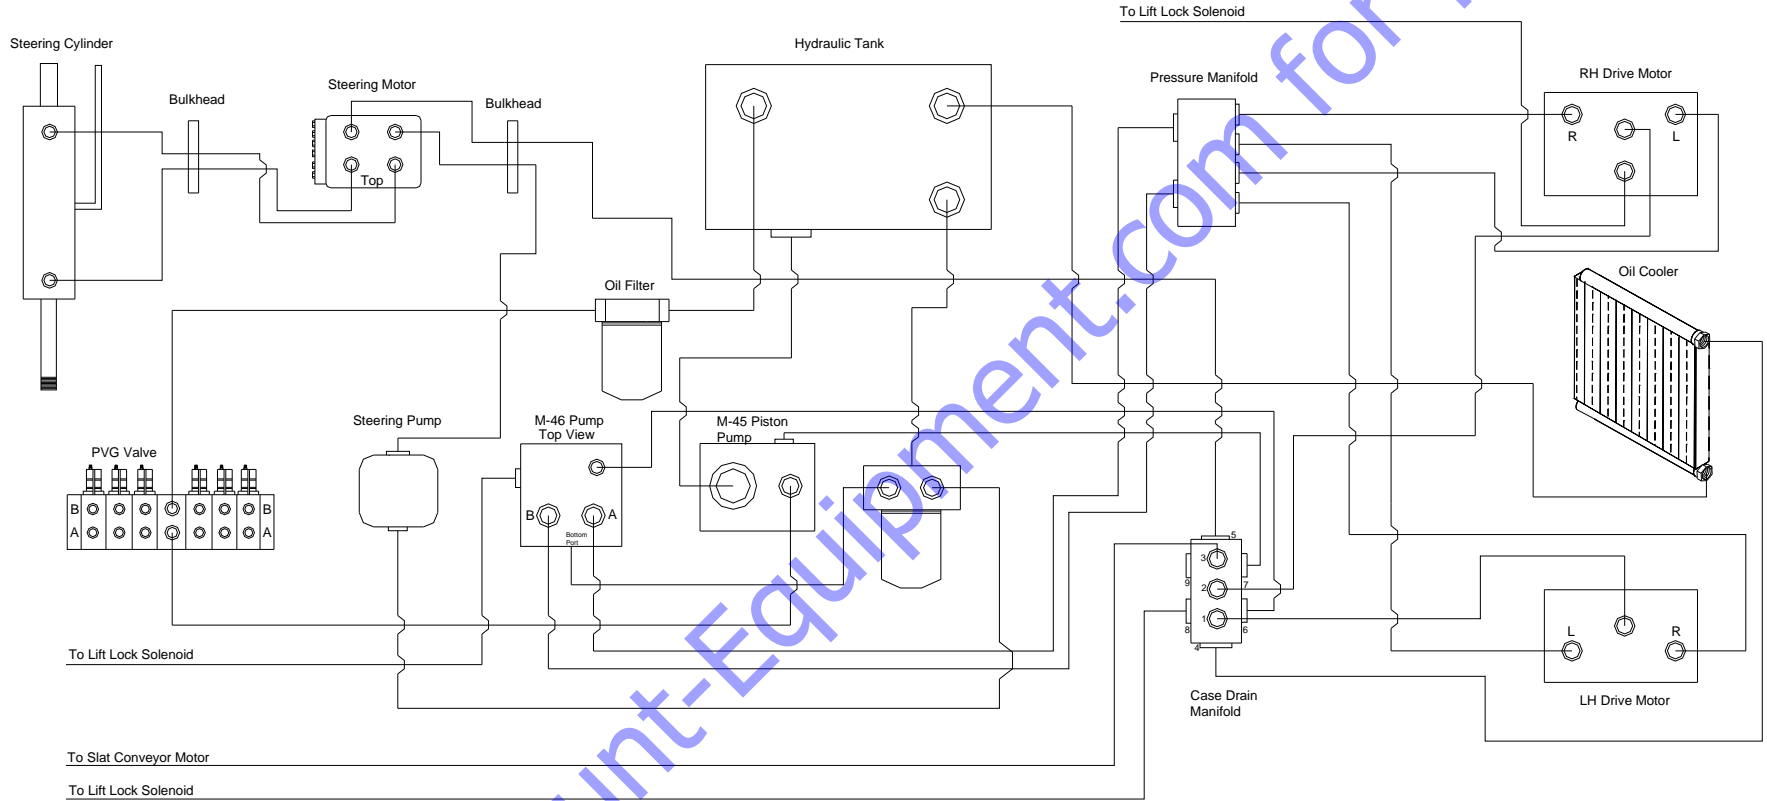 To Lift Lock Solenoid
Steering Cylinder
Hydraulic Tank
Steering Motor
Pressure Manifold
RH Drive Motor
Bulkhead
Bulkhead
R
L
Top
Oil Cooler
Oil Filter
Steering Pump
M-46 Pump
Top View
M-45 Piston
Pump
PVG Valve
B
B
A
A
B
A
Bottom
Port
5
3
9
7
2
1
8
6
4
L
R
To Lift Lock Solenoid
Case Drain
Manifold
LH Drive Motor
To Slat Conveyor Motor
To Lift Lock Solenoid
unt-Equipment.com for